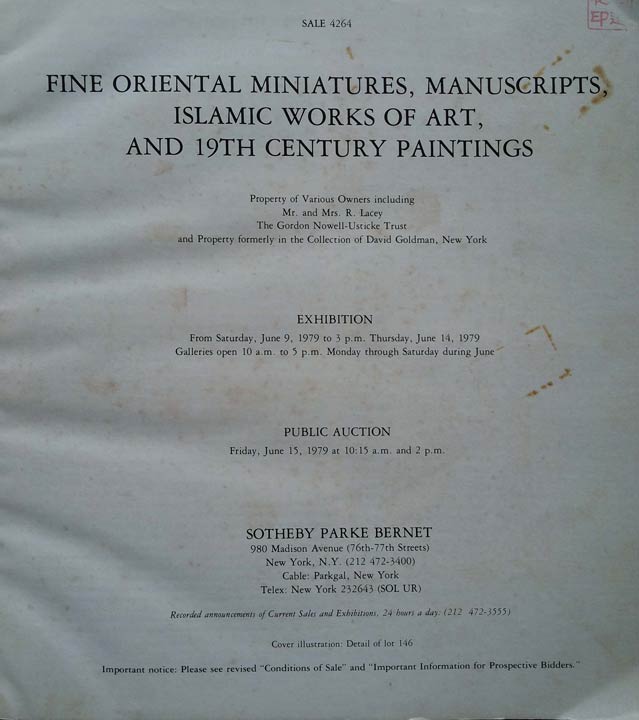 EP
SALE 4264
FINE ORIENTAL MINIATURES, MANUSCRIPTS,
ISLAMIC WORKS OF ART,
AND 19TH CENTURY PAINTINGS
Property of Various Owners including
Mr. and Mrs. R. Lacey
The Gordon Nowell-Usticke Trust
and Property formerly in the Collection of David Goldman, New York
EXHIBITION
From Saturday, June 9, 1979 to 3 p.m. Thursday, June 14, 1979
Galleries open 10 a.m. to 5 p.m. Monday through Saturday during June
PUBLIC AUCTION
Friday, June 15, 1979 at 10:15 a.m. and 2 p.m.
SOTHEBY PARKE BERNET
980 Madison Avenue (76th-77th Streets)
New York, N.Y. (212 472-3400)
Cable: Parkgal, New York
Telex: New York 232643 (SOL UR)
Recorded announcements of Current Sales and Exhibitions, 24 hours a day: (212 472-3555)
Cover illustration: Detail of lot 146
Important notice: Please see revised "Conditions of Sale" and "Important Information for Prospective Bidders."